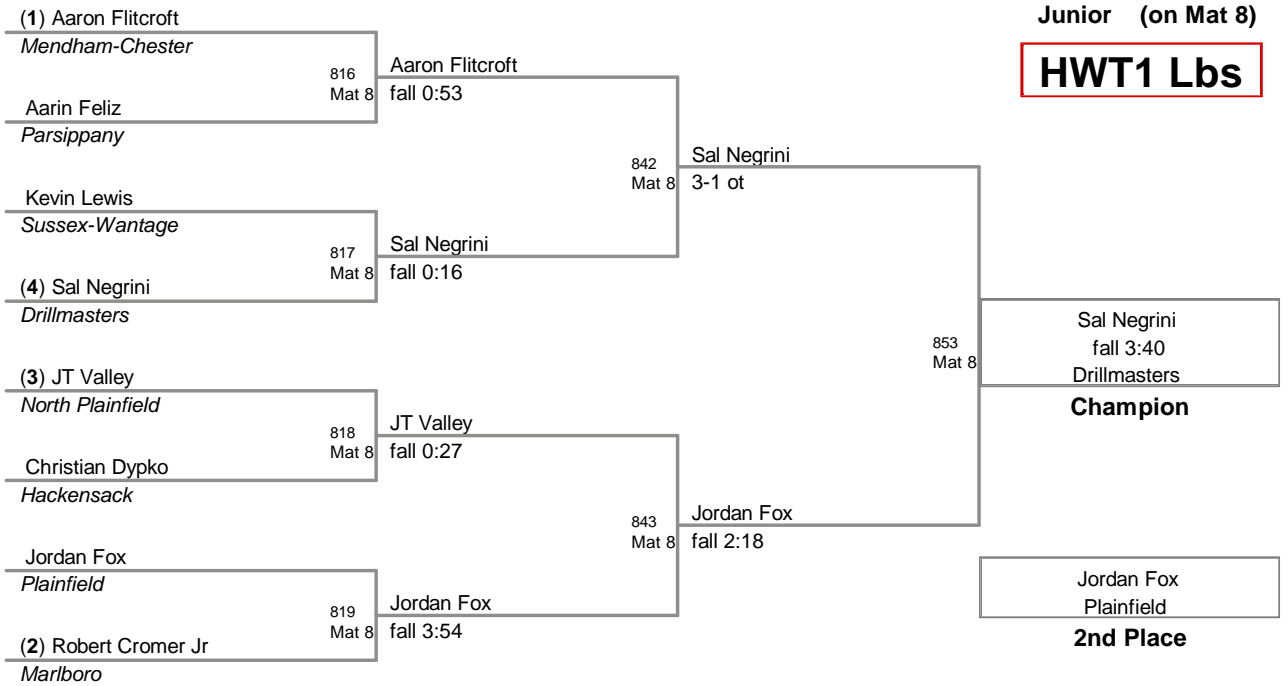 Junior (on Mat 8)
HWT1 Lbs
(1) Aaron Flitcroft
Mendham-Chester
816
Mat 8
Aaron Flitcroft
fall 0:53
Aarin Feliz
Parsippany
842
Mat 8
Sal Negrini
3-1 ot
Kevin Lewis
Sussex-Wantage
817
Mat 8
Sal Negrini
fall 0:16
(4) Sal Negrini
Drillmasters
853
Mat 8
Sal Negrini
fall 3:40
Drillmasters
Champion
(3) JT Valley
North Plainfield
818
Mat 8
JT Valley
fall 0:27
Christian Dypko
Hackensack
843
Mat 8
Jordan Fox
fall 2:18
Jordan Fox
Plainfield
819
Mat 8
Jordan Fox
fall 3:54
(2) Robert Cromer Jr
Marlboro
Jordan Fox
Plainfield
2nd Place